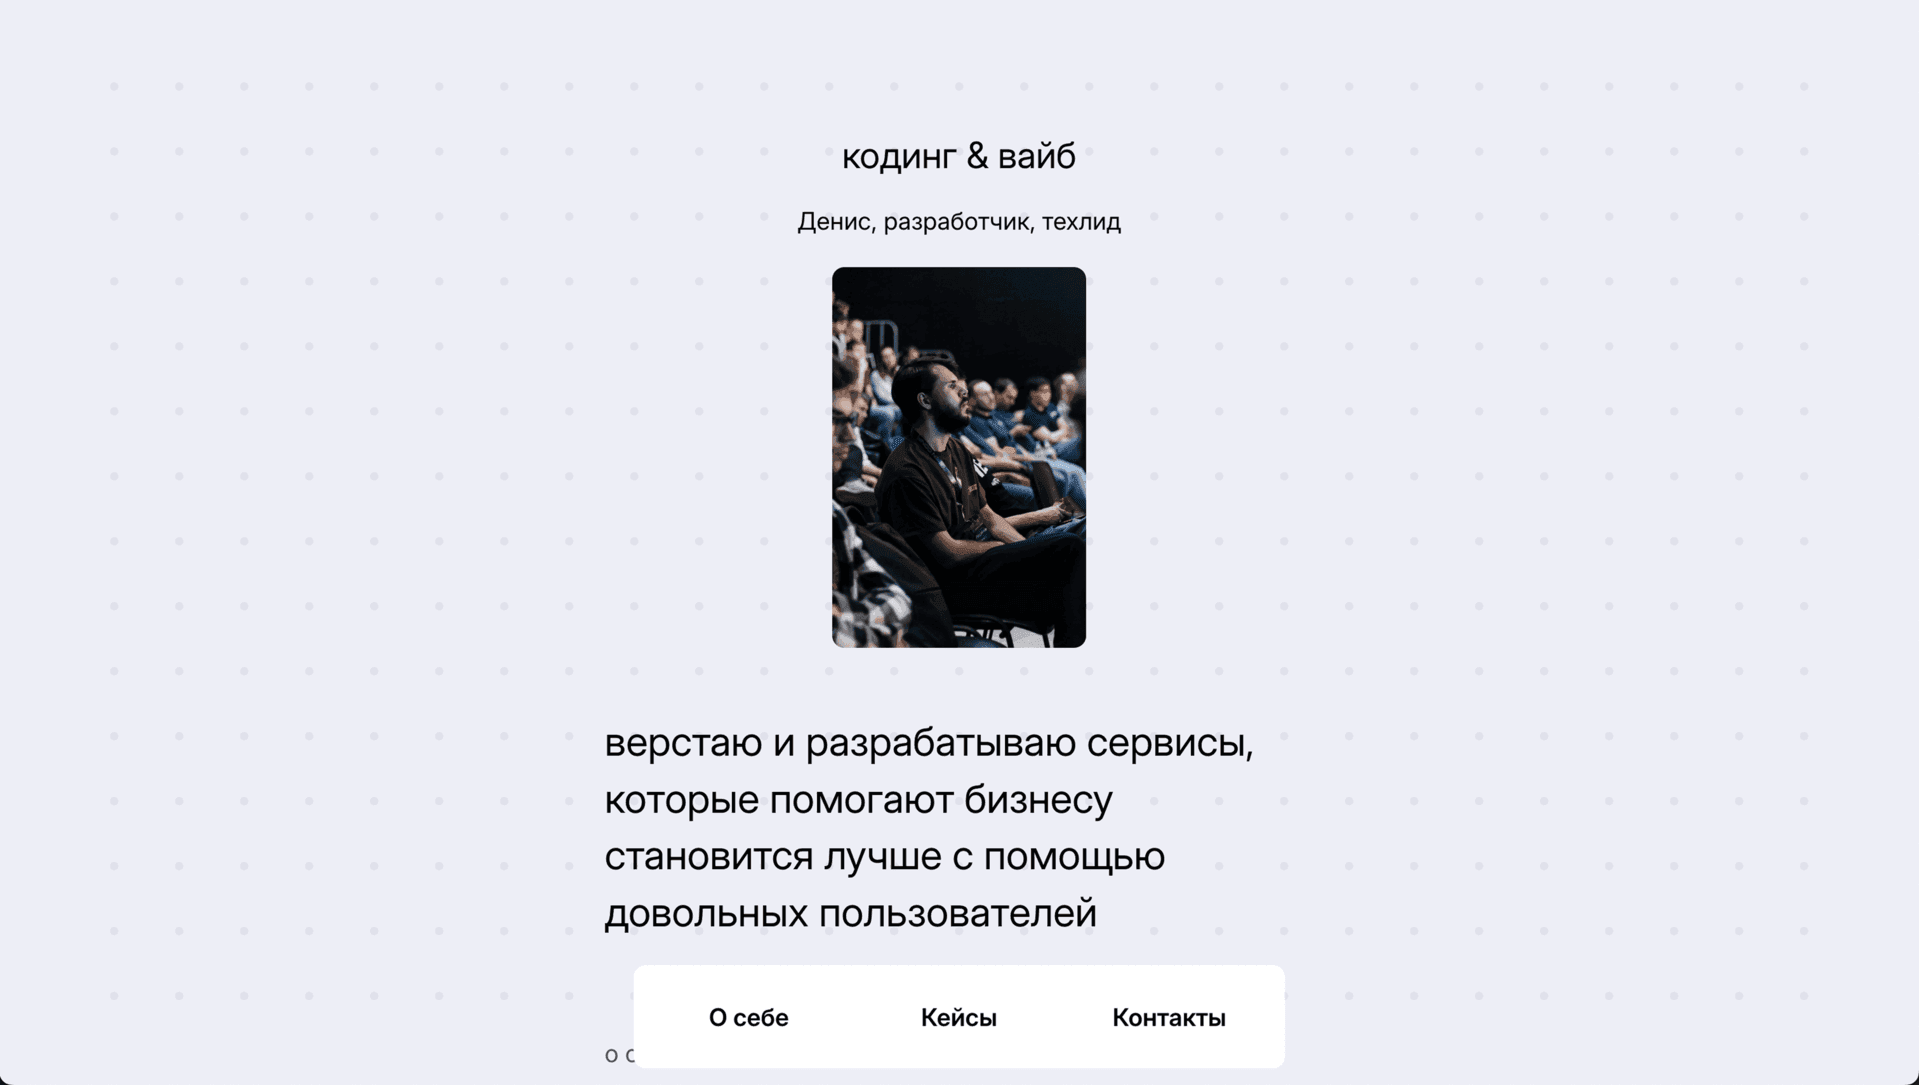 кодинг & вайб
Денис, разработчик, техлид
верстаю и разрабатываю сервисы,
которые помогают бизнесу
становится лучше с помощью
довольных пользователей
О себе
Кейсы
Контакты
о